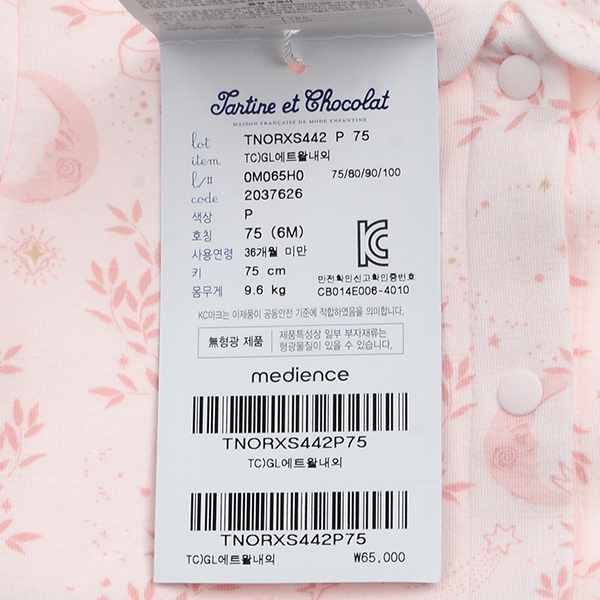 Tartine et Chocolat
MAISON FRANÇAISE DE MODE ENFANTINE
lot TNORXS442 P 75
item TC)GL에트왈내의
l/# 0M065H0 75/80/90/100
code 2037626
색상 P
호칭 75 (6M)
사용연령 36개월 미만
키 75 cm
몸무게 9.6 kg
안전확인신고확인증번호
CB014E006-4010
KC마크는 이제품이 공동안전 기준에 적합하였음을 의미합니다.
無형광 제품
제품특성상 일부 부자재류는
형광물질이 있을 수 있습니다.
medience
TNORXS442P75
TC)GL에트왈내의
TNORXS442P75
TC)GL에트왈내의 ₩65,000